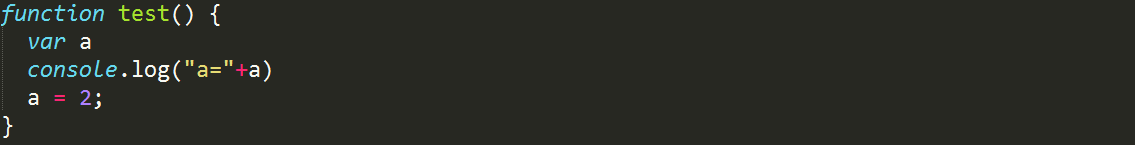 function test() {
  var a
  console.log("a="+a)
  a = 2;
}